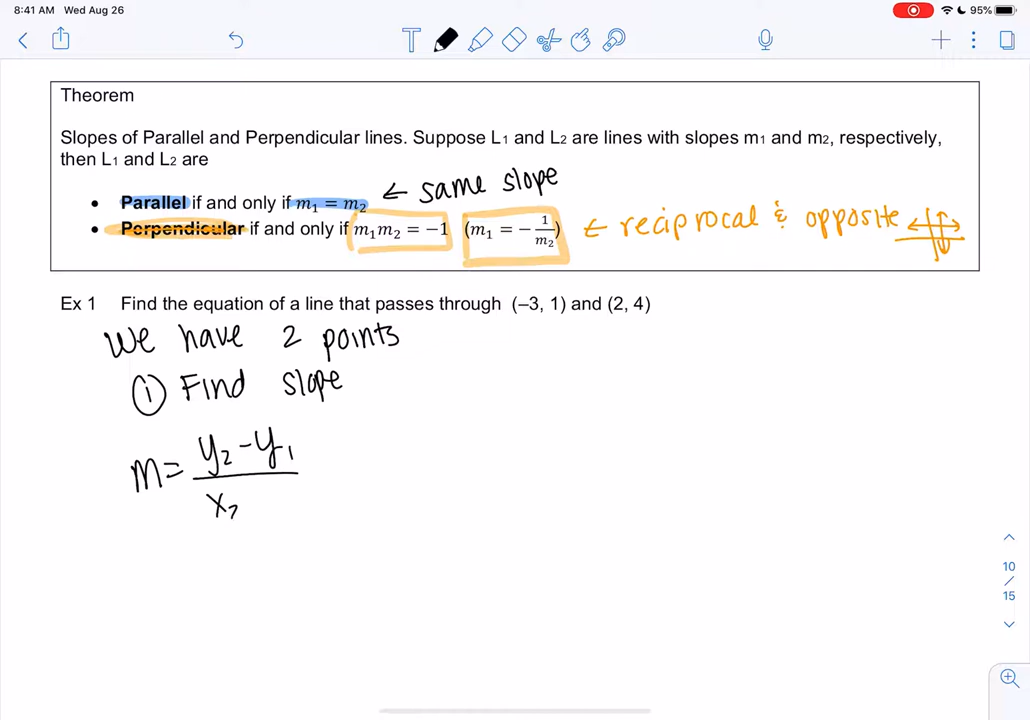 8:41 AM Wed Aug 26
95%
T
Theorem
Slopes of Parallel and Perpendicular lines. Suppose L₁ and L₂ are lines with slopes m₁ and m₂, respectively,
then L₁ and L₂ are
• Parallel if and only if m₁ = m₂ ← same slope
• Perpendicular if and only if m₁m₂ = −1 (m₁ = −1/m₂) ← reciprocal & opposite
Ex 1 Find the equation of a line that passes through (–3, 1) and (2, 4)
We have 2 points
① Find slope
m = y₂ - y₁
x₂
10
/
15